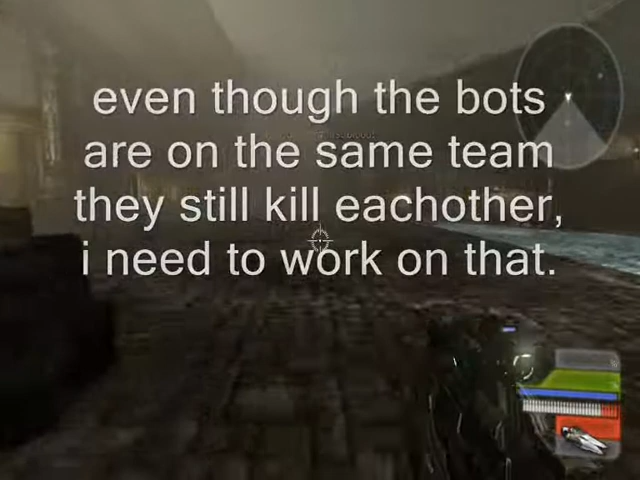 even though the bots
are on the same team
they still kill eachother,
i need to work on that.